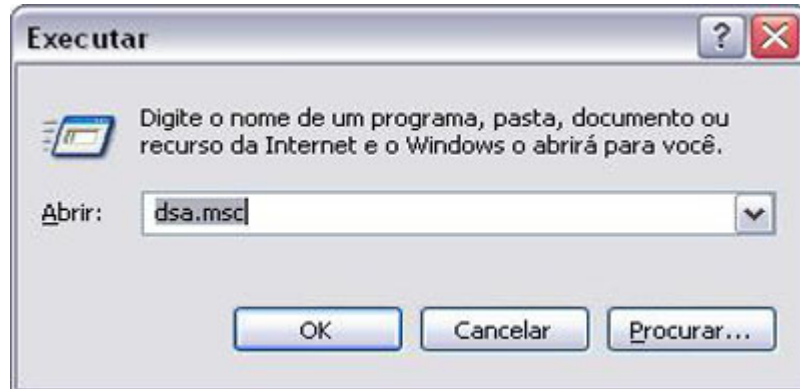 Executar
Digite o nome de um programa, pasta, documento ou
recurso da Internet e o Windows o abrirá para você.
Abrir: dsa.msc
OK Cancelar Procurar...